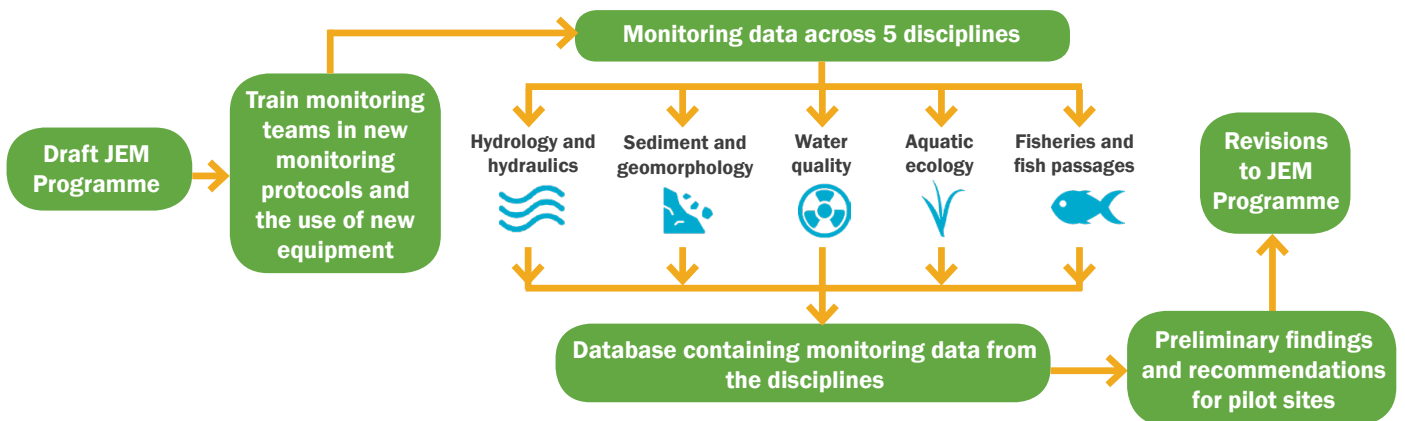 Draft JEM
Programme
Train monitoring
teams in new
monitoring
protocols and
the use of new
equipment
Monitoring data across 5 disciplines
Hydrology and
hydraulics
Sediment and
geomorphology
Water
quality
Aquatic
ecology
Fisheries and
fish passages
Database containing monitoring data from
the disciplines
Preliminary findings
and recommendations
for pilot sites
Revisions
to JEM
Programme